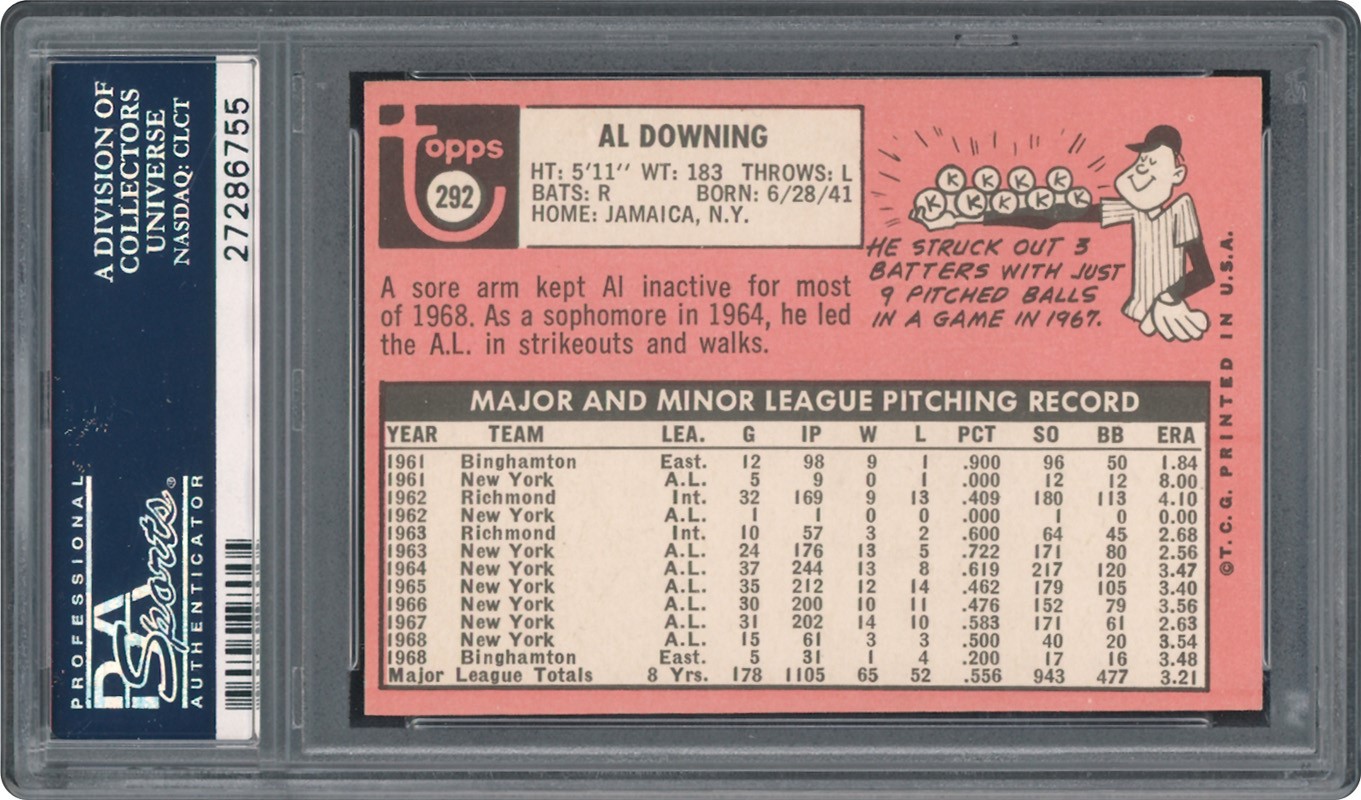 A DIVISION OF
COLLECTORS
UNIVERSE
NASDAQ: CLCT
27286755
PROFESSIONAL
PSA
Sports
AUTHENTICATOR
Topps
292
AL DOWNING
HT: 5'11'' WT: 183 THROWS: L
BATS: R BORN: 6/28/41
HOME: JAMAICA, N.Y.
K K K K
K K K K K
HE STRUCK OUT 3
BATTERS WITH JUST
9 PITCHED BALLS
IN A GAME IN 1967.
A sore arm kept Al inactive for most
of 1968. As a sophomore in 1964, he led
the A.L. in strikeouts and walks.
MAJOR AND MINOR LEAGUE PITCHING RECORD
YEAR TEAM LEA. G IP W L PCT SO BB ERA
1961 Binghamton East. 12 98 9 1 .900 96 50 1.84
1961 New York A.L. 5 9 0 1 .000 12 12 8.00
1962 Richmond Int. 32 169 9 13 .409 180 113 4.10
1962 New York A.L. 1 1 0 0 .000 1 0 0.00
1963 Richmond Int. 10 57 3 2 .600 64 45 2.68
1963 New York A.L. 24 176 13 5 .722 171 80 2.56
1964 New York A.L. 37 244 13 8 .619 217 120 3.47
1965 New York A.L. 35 212 12 14 .462 179 105 3.40
1966 New York A.L. 30 200 10 11 .476 152 79 3.56
1967 New York A.L. 31 202 14 10 .583 171 61 2.63
1968 New York A.L. 15 61 3 3 .500 40 20 3.54
1968 Binghamton East. 5 31 1 4 .200 17 16 3.48
Major League Totals 8 Yrs. 178 1105 65 52 .556 943 477 3.21
©T. C. G. PRINTED IN U.S.A.